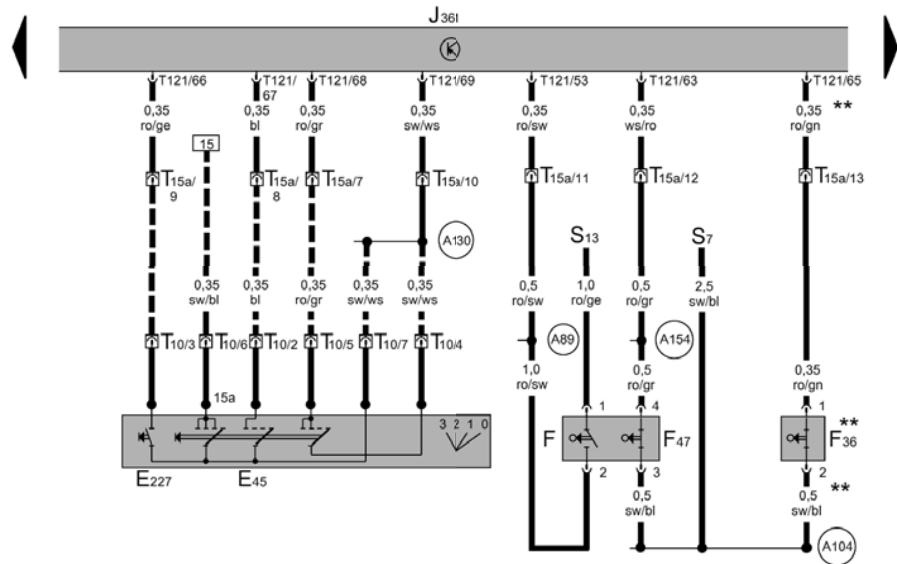 J361
T121/66 T121/67 T121/68 T121/69 T121/53 T121/63 T121/65
0,35 ro/ge
0,35 bl
0,35 ro/gr
0,35 sw/ws
0,35 ro/sw
0,35 ws/ro
0,35 ro/gn **
15
T15a/9 T15a/8 T15a/7 T15a/10 T15a/11 T15a/12 T15a/13
A130
S13 S7
0,35 sw/bl
0,35 bl
0,35 ro/gr
0,35 sw/ws
0,35 sw/ws
0,5 ro/sw
1,0 ro/ge
0,5 ro/gr
2,5 sw/bl
T10/3 T10/6 T10/2 T10/5 T10/7 T10/4
A89 A154
1,0 ro/sw
0,5 ro/gr
0,35 ro/gn
15a
1 4 1
3 2 1 0
F F47 F36 **
E227 E45
2 3 2
0,5 sw/bl
0,5 sw/bl **
A104